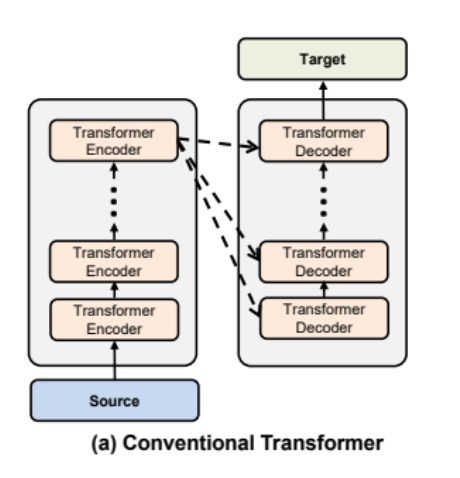 Target
Transformer
Encoder
Transformer
Decoder
Transformer
Encoder
Transformer
Decoder
Transformer
Encoder
Transformer
Decoder
Source
(a) Conventional Transformer